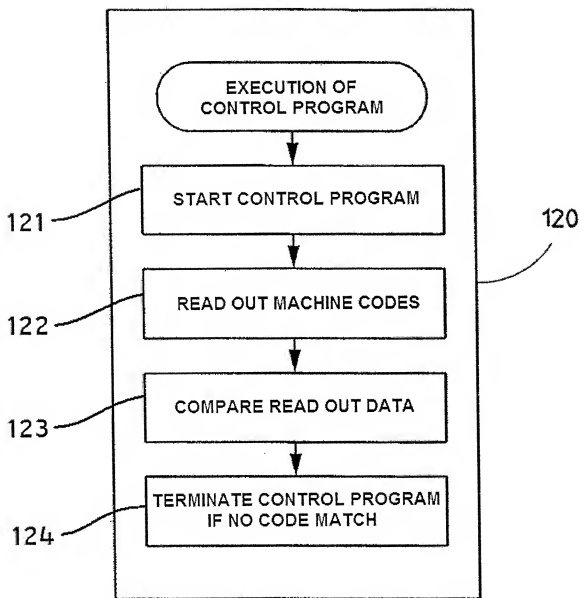 EXECUTION OF
CONTROL PROGRAM
121
START CONTROL PROGRAM
120
122
READ OUT MACHINE CODES
123
COMPARE READ OUT DATA
124
TERMINATE CONTROL PROGRAM
IF NO CODE MATCH